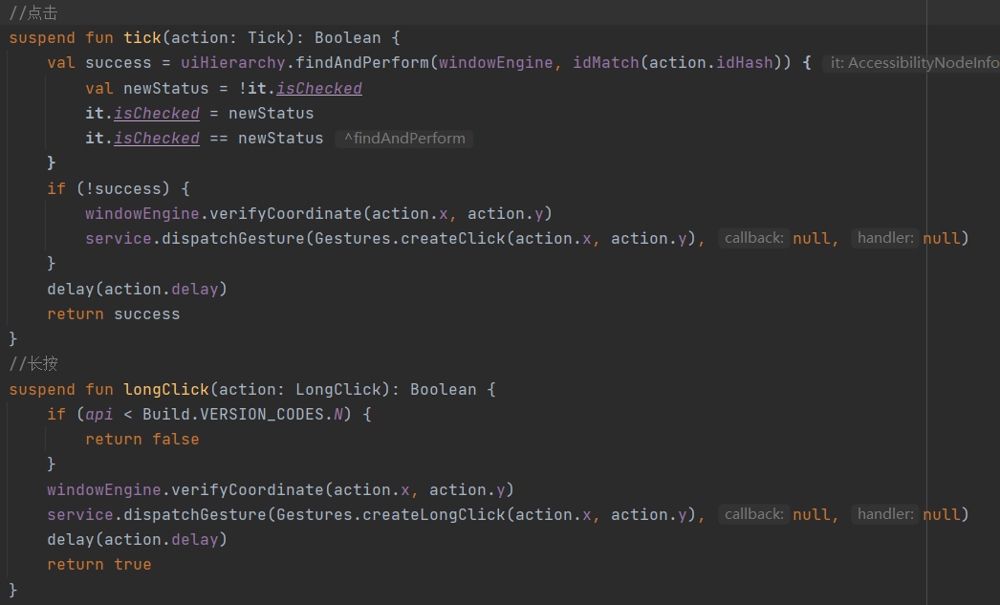 //点击
suspend fun tick(action: Tick): Boolean {
    val success = uiHierarchy.findAndPerform(windowEngine, idMatch(action.idHash)) { it: AccessibilityNodeInfo
        val newStatus = !it.isChecked
        it.isChecked = newStatus
        it.isChecked == newStatus ^findAndPerform
    }
    if (!success) {
        windowEngine.verifyCoordinate(action.x, action.y)
        service.dispatchGesture(Gestures.createClick(action.x, action.y), callback: null, handler: null)
    }
    delay(action.delay)
    return success
}
//长按
suspend fun longClick(action: LongClick): Boolean {
    if (api < Build.VERSION_CODES.N) {
        return false
    }
    windowEngine.verifyCoordinate(action.x, action.y)
    service.dispatchGesture(Gestures.createLongClick(action.x, action.y), callback: null, handler: null)
    delay(action.delay)
    return true
}